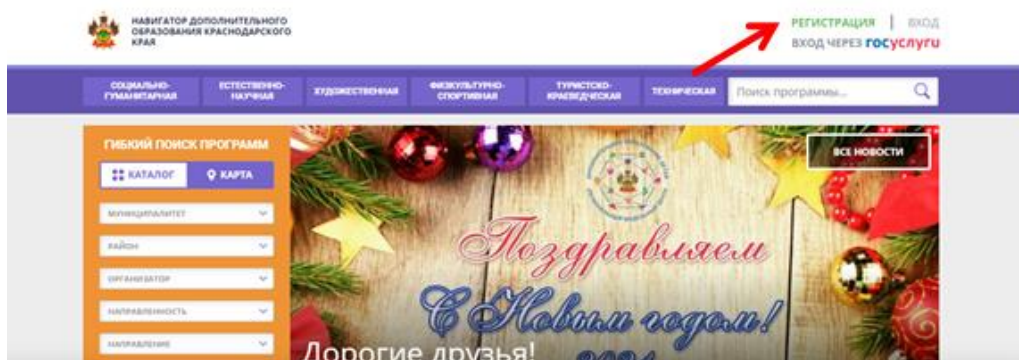 НАВИГАТОР ДОПОЛНИТЕЛЬНОГО
ОБРАЗОВАНИЯ КРАСНОДАРСКОГО
КРАЯ
РЕГИСТРАЦИЯ | ВХОД
ВХОД ЧЕРЕЗ госуслуги
СОЦИАЛЬНО-
ГУМАНИТАРНАЯ
ЕСТЕСТВЕННО-
НАУЧНАЯ
ХУДОЖЕСТВЕННАЯ
ФИЗКУЛЬТУРНО-
СПОРТИВНАЯ
ТУРИСТСКО-
КРАЕВЕДЧЕСКАЯ
ТЕХНИЧЕСКАЯ
Поиск программы...
ГИБКИЙ ПОИСК ПРОГРАММ
КАТАЛОГ
КАРТА
МУНИЦИПАЛИТЕТ
РАЙОН
ОРГАНИЗАТОР
НАПРАВЛЕННОСТЬ
НАПРАВЛЕНИЕ
ВСЕ НОВОСТИ
Поздравляем
С Новым годом!
Дорогие друзья!